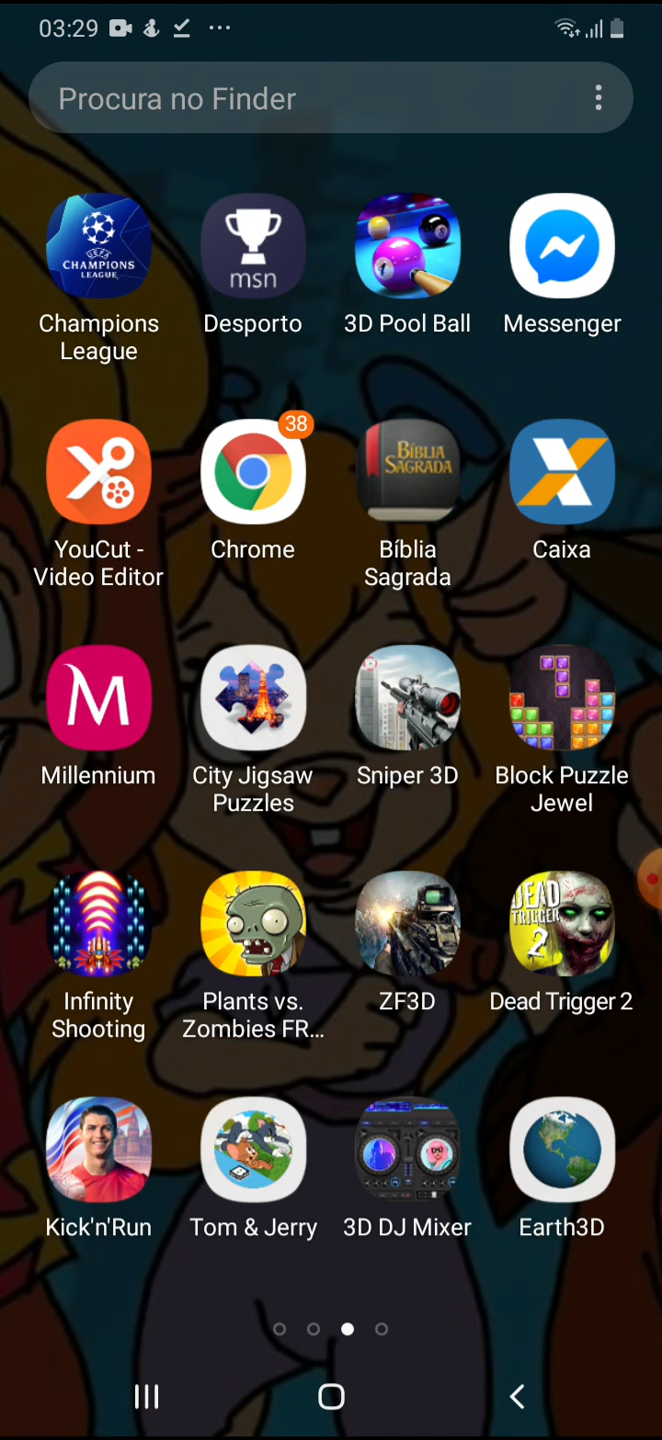 03:29
Procura no Finder
UEFA
CHAMPIONS
LEAGUE
msn
Champions
League
Desporto
3D Pool Ball
Messenger
38
BÍBLIA
SAGRADA
YouCut -
Video Editor
Chrome
Bíblia
Sagrada
Caixa
M
Millennium
City Jigsaw
Puzzles
Sniper 3D
Block Puzzle
Jewel
DEAD
TRIGGER
2
Infinity
Shooting
Plants vs.
Zombies FR...
ZF3D
Dead Trigger 2
Kick'n'Run
Tom & Jerry
3D DJ Mixer
Earth3D